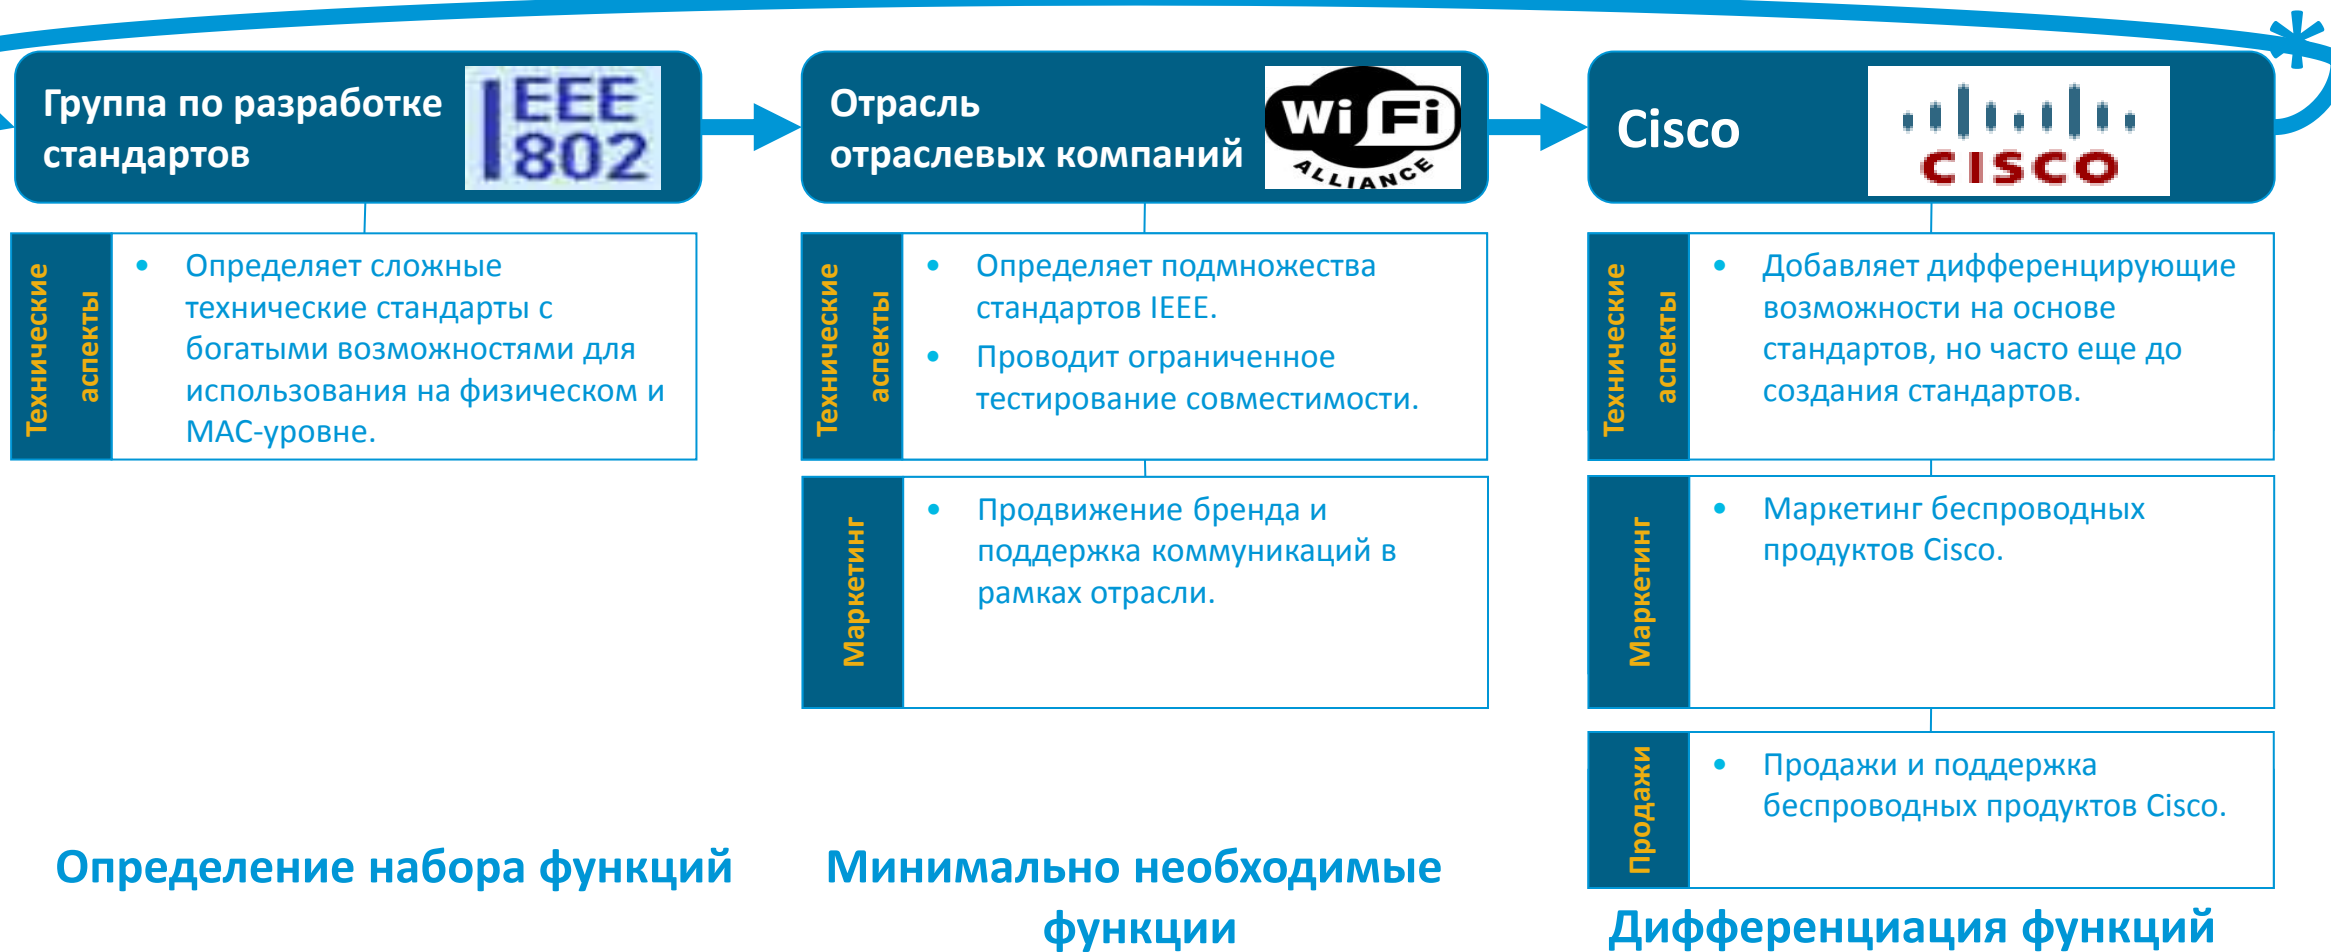 *
Группа по разработке
стандартов
IEEE
802
Отрасль
отраслевых компаний
Wi Fi
ALLIANCE
Cisco
CISCO
Технические
аспекты
• Определяет сложные
технические стандарты с
богатыми возможностями для
использования на физическом и
MAC-уровне.
Технические
аспекты
• Определяет подмножества
стандартов IEEE.
• Проводит ограниченное
тестирование совместимости.
Маркетинг
• Продвижение бренда и
поддержка коммуникаций в
рамках отрасли.
Технические
аспекты
• Добавляет дифференцирующие
возможности на основе
стандартов, но часто еще до
создания стандартов.
Маркетинг
• Маркетинг беспроводных
продуктов Cisco.
Продажи
• Продажи и поддержка
беспроводных продуктов Cisco.
Определение набора функций
Минимально необходимые
функции
Дифференциация функций